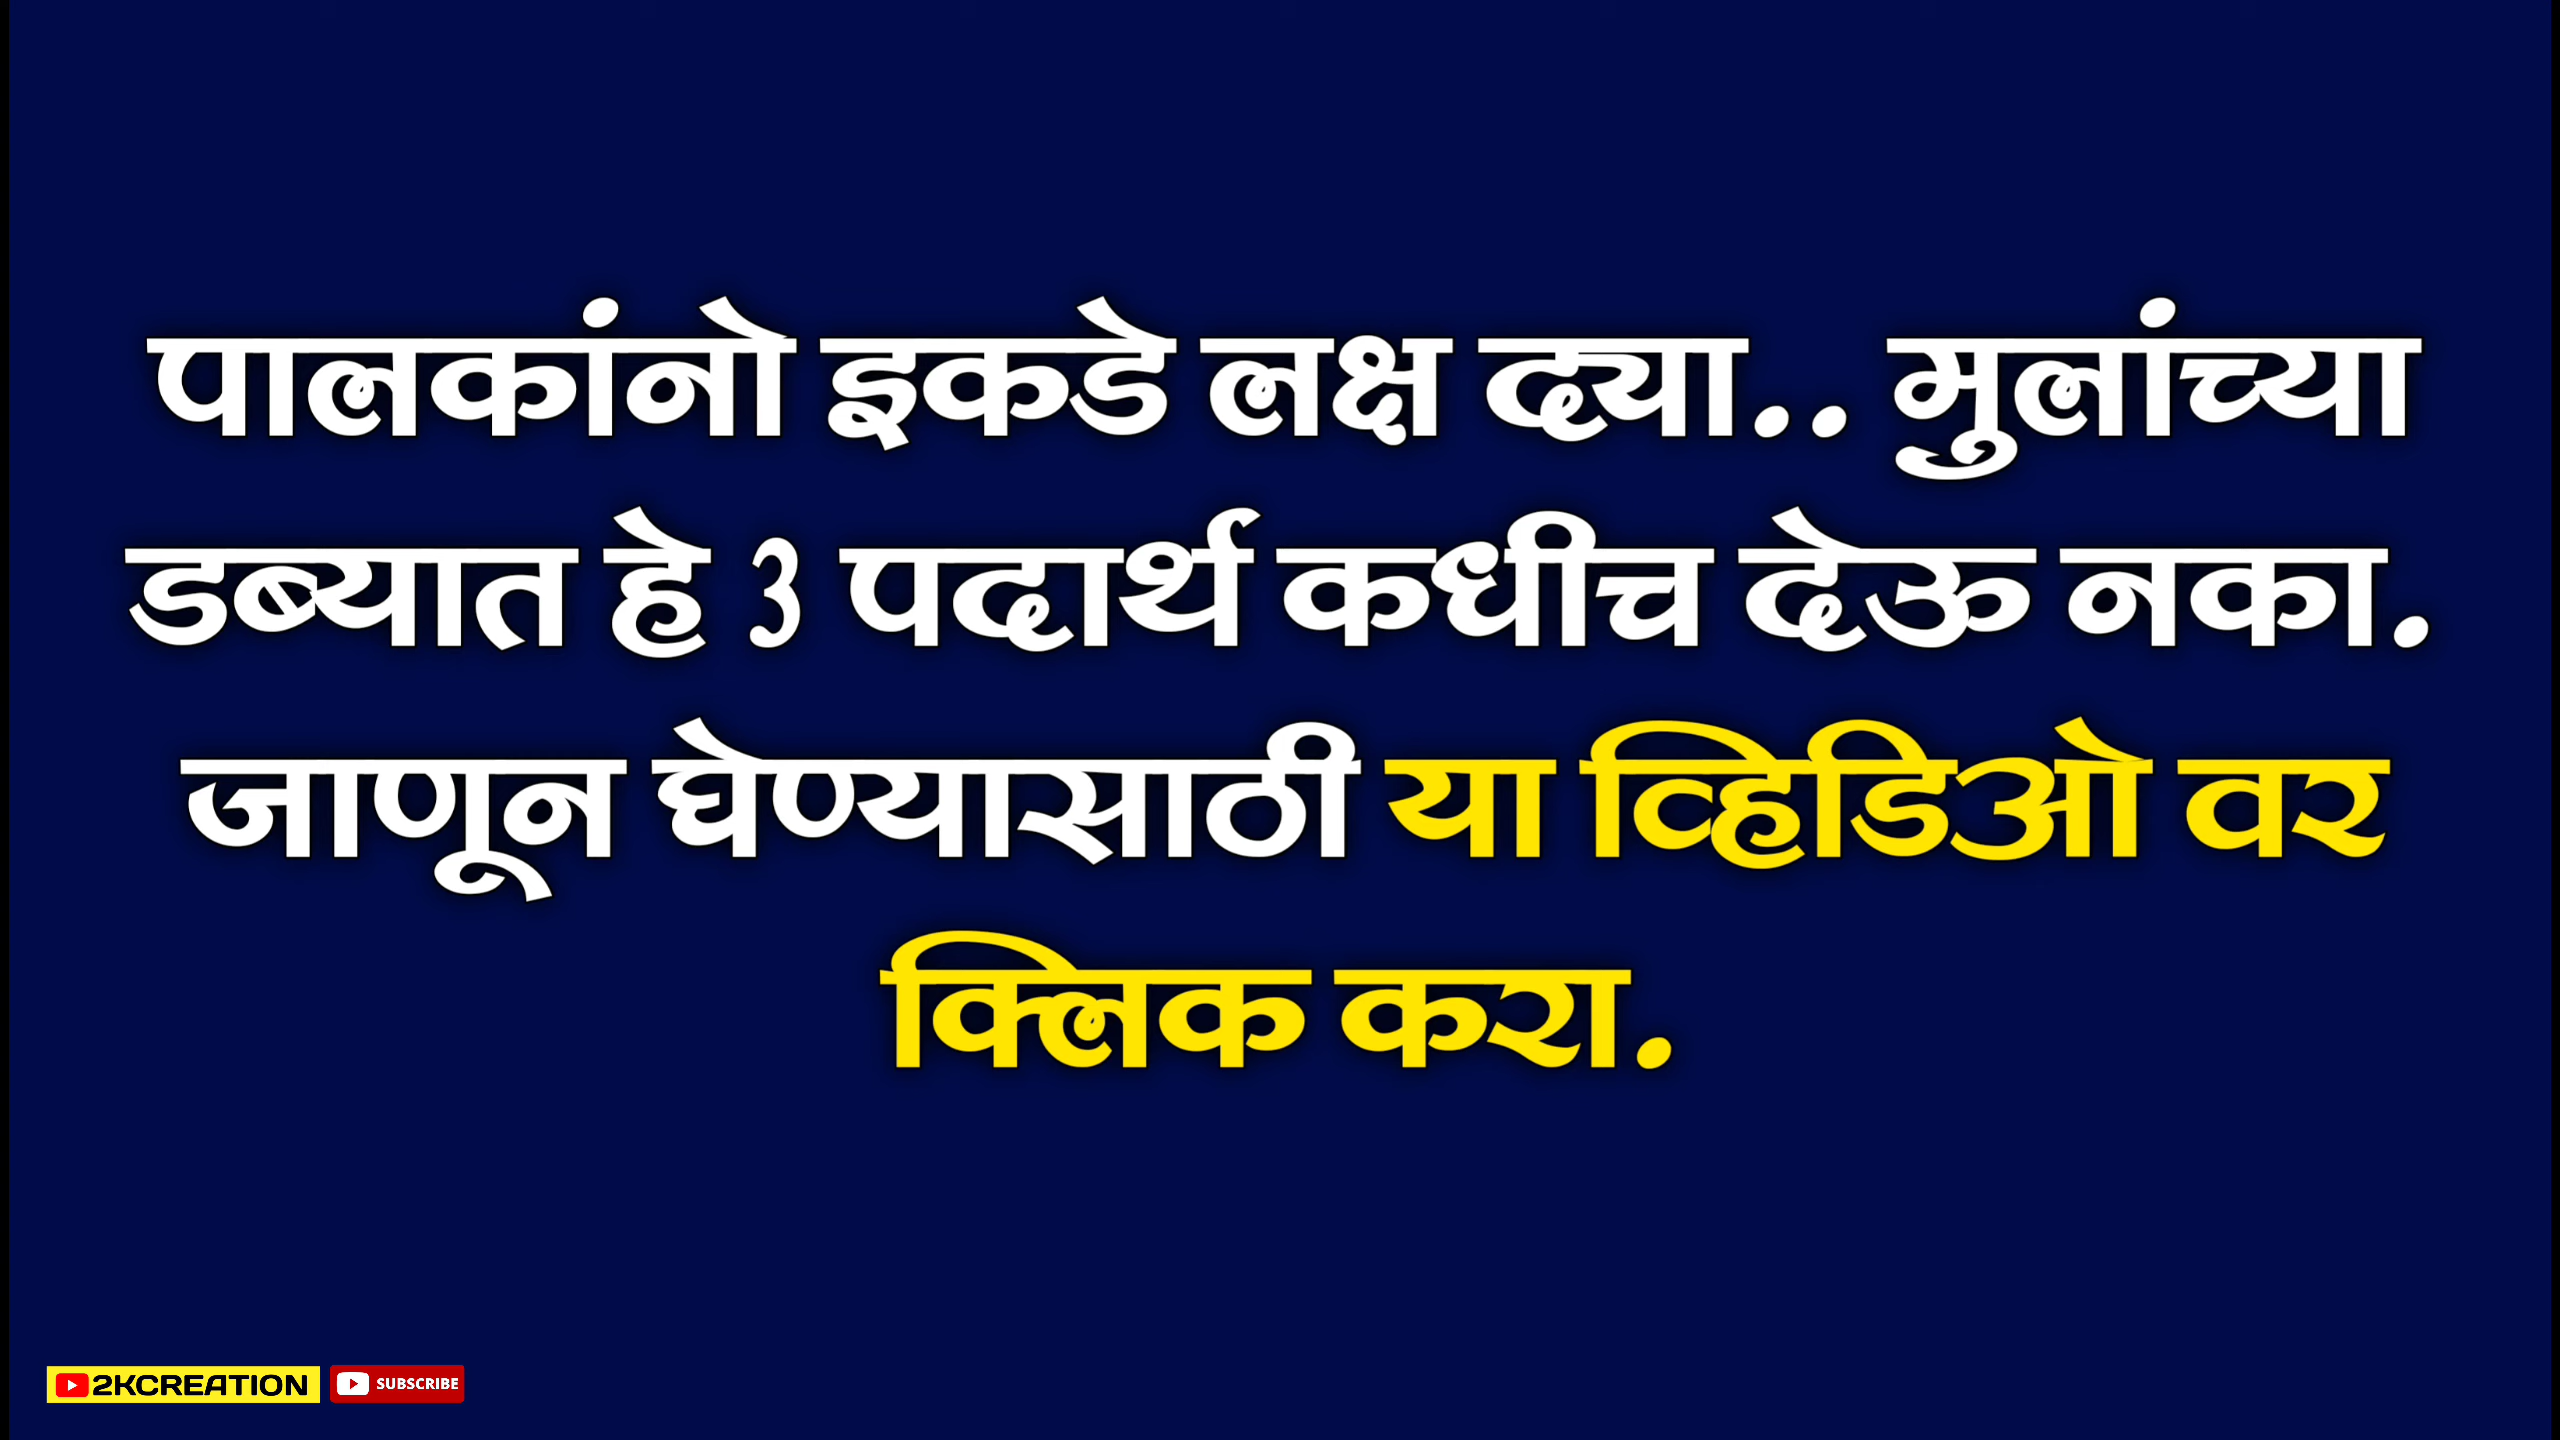 पालकांनो इकडे लक्ष द्या.. मुलांच्या
डब्यात हे 3 पदार्थ कधीच देऊ नका.
जाणून घेण्यासाठी या व्हिडिओ वर
क्लिक करा.
2KCREATION SUBSCRIBE